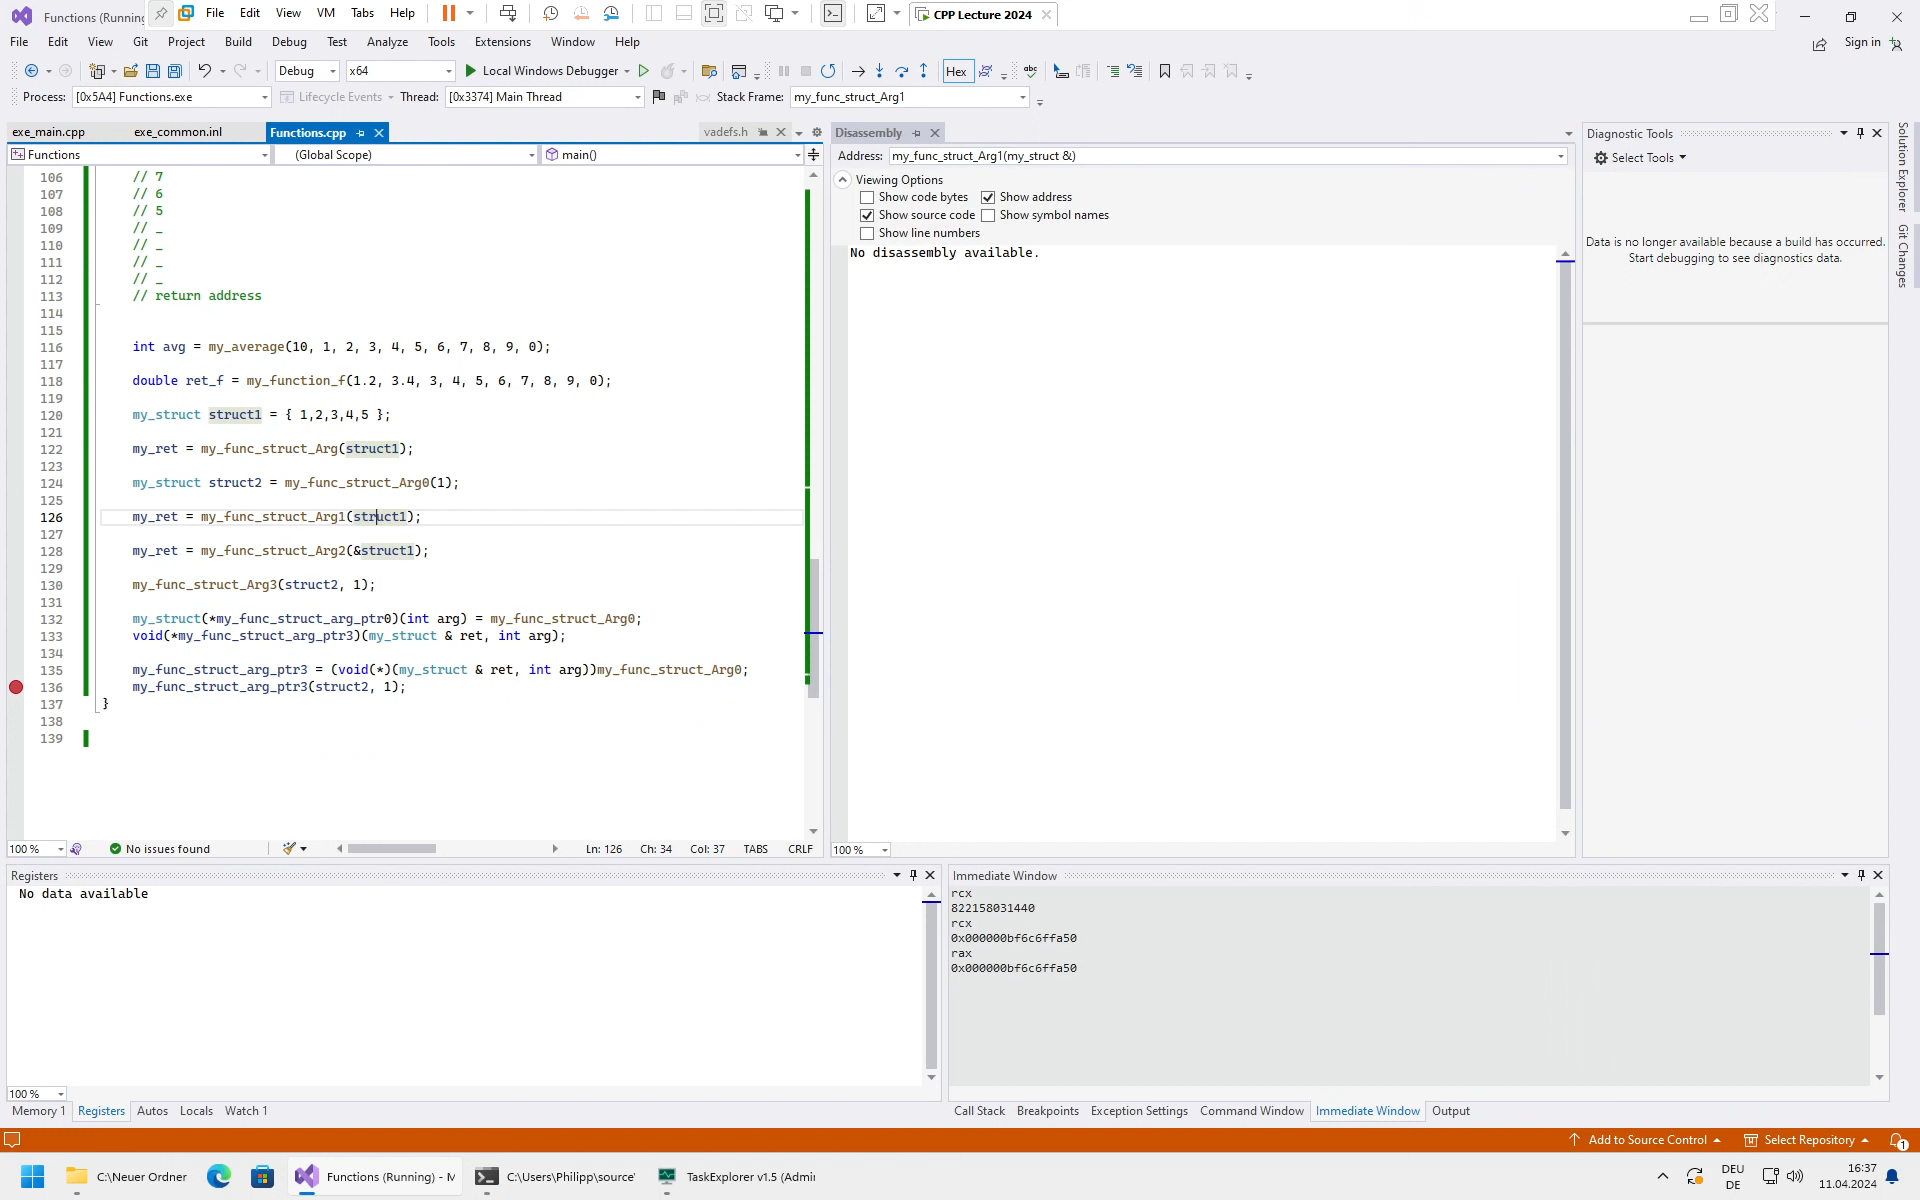 Functions (Running)
File Edit View VM Tabs Help
CPP Lecture 2024
File Edit View Git Project Build Debug Test Analyze Tools Extensions Window Help
Sign in
Debug x64 Local Windows Debugger Hex
Process: [0x5A4] Functions.exe Lifecycle Events Thread: [0x3374] Main Thread Stack Frame: my_func_struct_Arg1
exe_main.cpp exe_common.inl Functions.cpp vadefs.h
Functions (Global Scope) main()
106 // 7
107 // 6
108 // 5
109 // _
110 // _
111 // _
112 // _
113 // return address
114
115
116 int avg = my_average(10, 1, 2, 3, 4, 5, 6, 7, 8, 9, 0);
117
118 double ret_f = my_function_f(1.2, 3.4, 3, 4, 5, 6, 7, 8, 9, 0);
119
120 my_struct struct1 = { 1,2,3,4,5 };
121
122 my_ret = my_func_struct_Arg(struct1);
123
124 my_struct struct2 = my_func_struct_Arg0(1);
125
126 my_ret = my_func_struct_Arg1(struct1);
127
128 my_ret = my_func_struct_Arg2(&struct1);
129
130 my_func_struct_Arg3(struct2, 1);
131
132 my_struct(*my_func_struct_arg_ptr0)(int arg) = my_func_struct_Arg0;
133 void(*my_func_struct_arg_ptr3)(my_struct & ret, int arg);
134
135 my_func_struct_arg_ptr3 = (void(*)(my_struct & ret, int arg))my_func_struct_Arg0;
136 my_func_struct_arg_ptr3(struct2, 1);
137 }
138
139
100 % No issues found Ln: 126 Ch: 34 Col: 37 TABS CRLF
Disassembly
Address: my_func_struct_Arg1(my_struct &)
Viewing Options
Show code bytes Show address
Show source code Show symbol names
Show line numbers
No disassembly available.
100 %
Diagnostic Tools
Select Tools
Data is no longer available because a build has occurred.
Start debugging to see diagnostics data.
Solution Explorer
Git Changes
Registers
No data available
100 %
Memory 1 Registers Autos Locals Watch 1
Immediate Window
rcx
822158031440
rcx
0x000000bf6c6ffa50
rax
0x000000bf6c6ffa50
Call Stack Breakpoints Exception Settings Command Window Immediate Window Output
Add to Source Control Select Repository 1
C:\Neuer Ordner Functions (Running) - M C:\Users\Philipp\source' TaskExplorer v1.5 (Admin
DEU
DE
16:37
11.04.2024